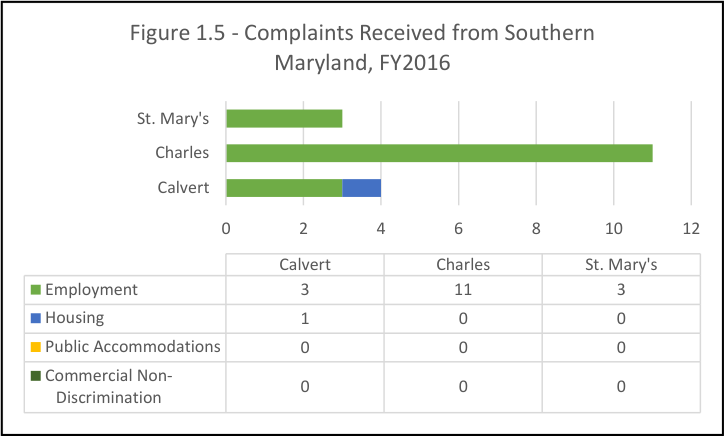 Figure 1.5 - Complaints Received from Southern
Maryland, FY2016
St. Mary's
Charles
Calvert
0 2 4 6 8 10 12
Calvert Charles St. Mary's
Employment 3 11 3
Housing 1 0 0
Public Accommodations 0 0 0
Commercial Non-
Discrimination 0 0 0